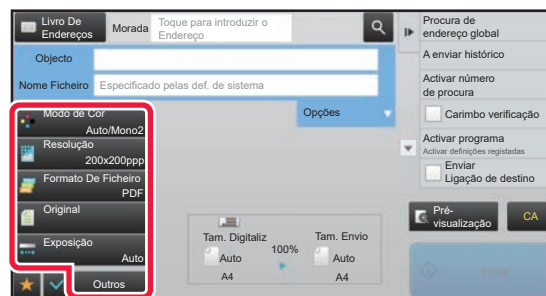 Livro De
Endereços
Morada
Toque para introduzir o
Endereço
Objecto
Nome Ficheiro
Especificado pelas def. de sistema
Opções
Modo de Cor
Auto/Mono2
Resolução
200x200ppp
Formato De Ficheiro
PDF
Original
Exposição
Auto
Outros
Tam. Digitaliz
Auto
A4
100%
Tam. Envio
Auto
A4
Procura de
endereço global
A enviar histórico
Activar número
de procura
Carimbo verificação
Activar programa
Activar definições registadas
Enviar
Ligação de destino
Pré-
visualização
CA